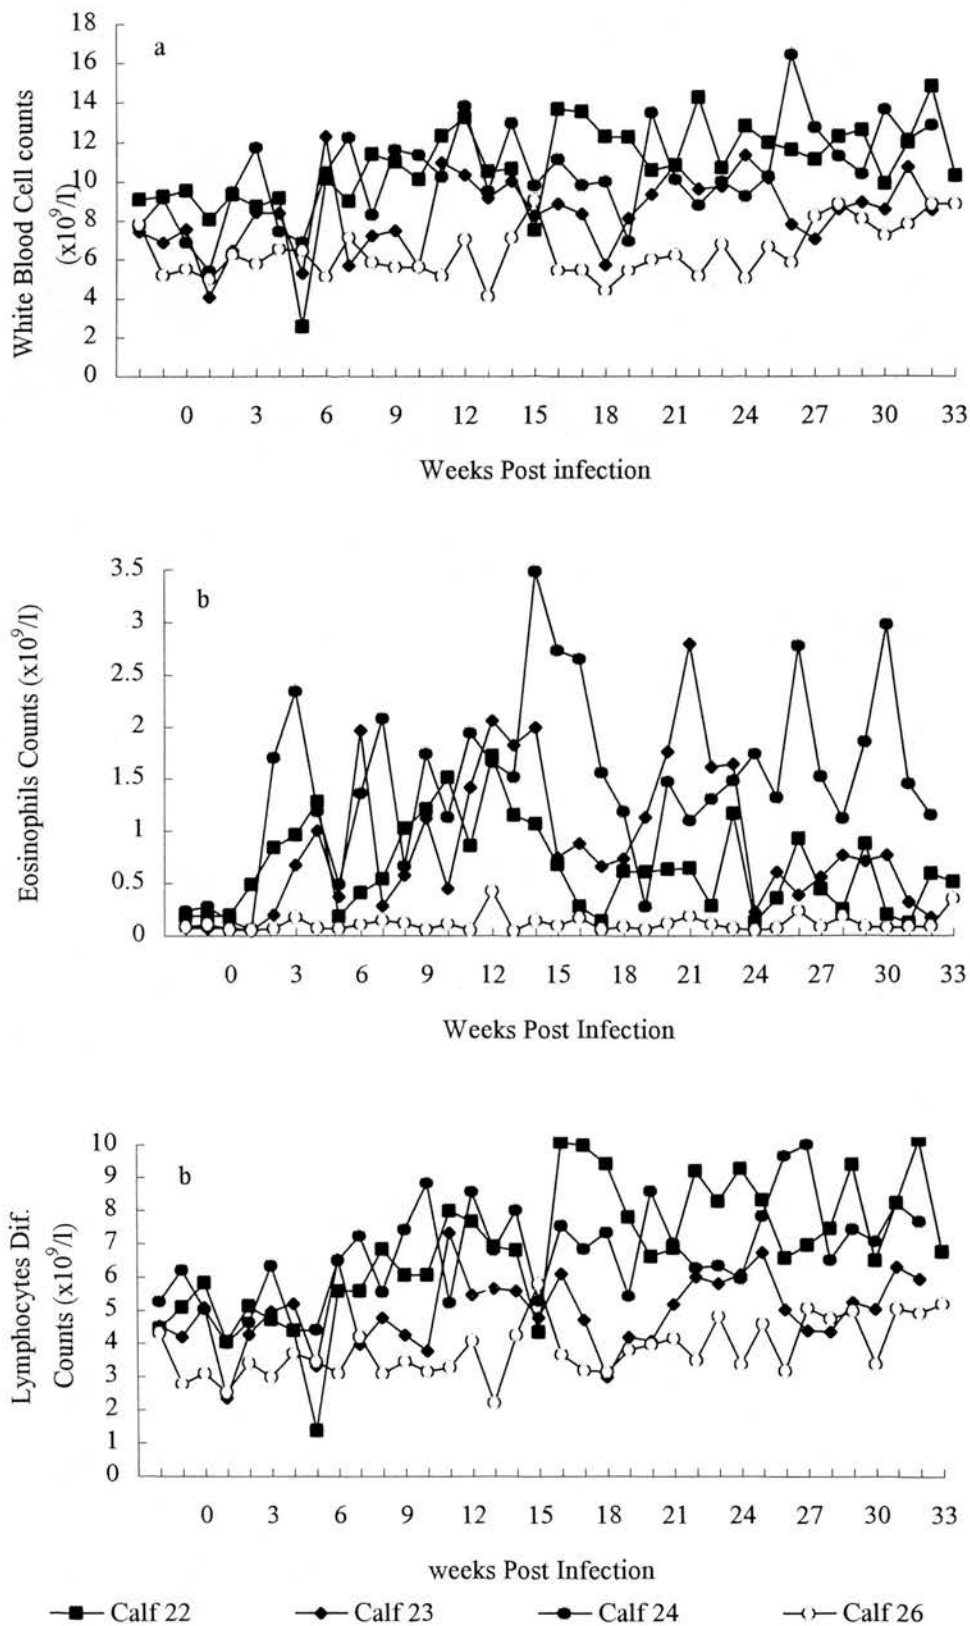 a
White Blood Cell counts
(x10⁹/l)
18
16
14
12
10
8
6
4
2
0
0 3 6 9 12 15 18 21 24 27 30 33
Weeks Post infection
b
Eosinophils Counts (x10⁹/l)
3.5
3
2.5
2
1.5
1
0.5
0
0 3 6 9 12 15 18 21 24 27 30 33
Weeks Post Infection
b
Lymphocytes Dif.
Counts (x10⁹/l)
10
9
8
7
6
5
4
3
2
1
0
0 3 6 9 12 15 18 21 24 27 30 33
weeks Post Infection
Calf 22 Calf 23 Calf 24 Calf 26